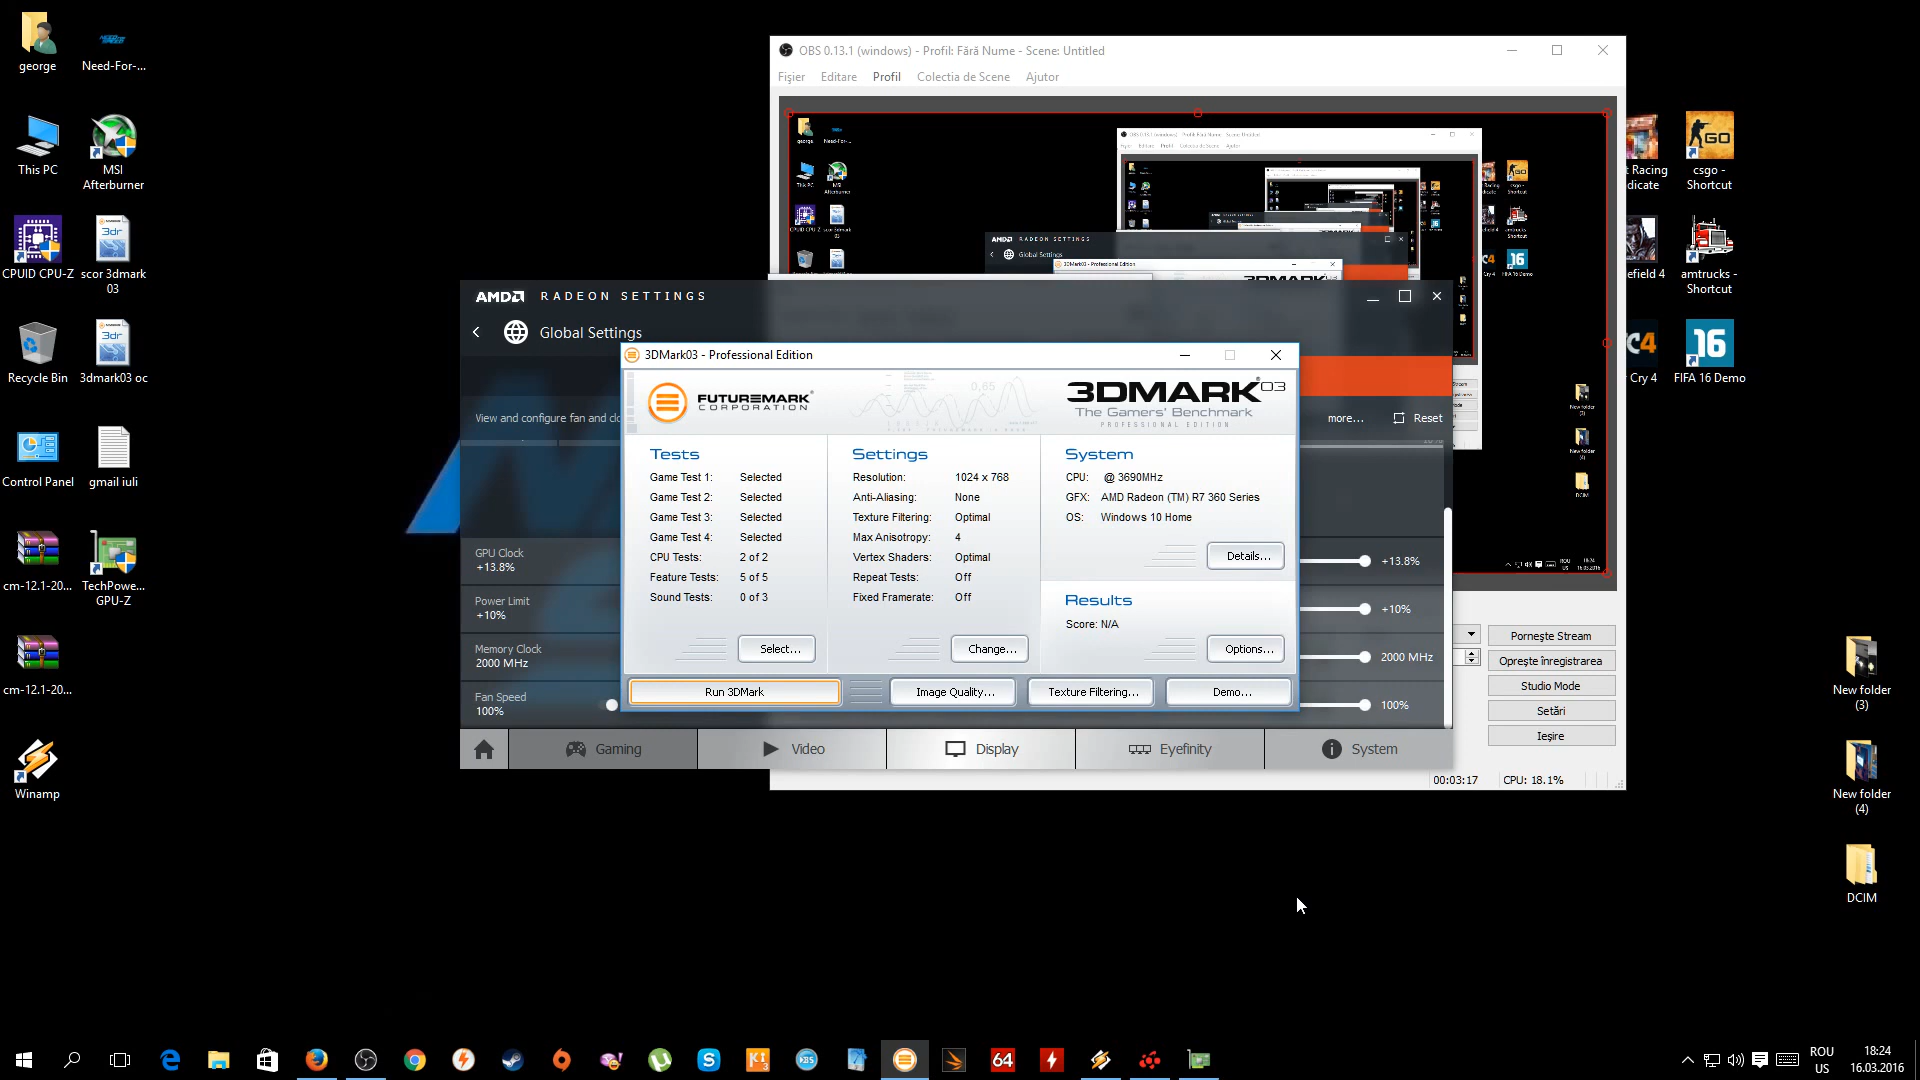 george
Need-For-...
This PC
MSI Afterburner
CPUID CPU-Z
scor 3dmark 03
Recycle Bin
3dmark03 oc
Control Panel
gmail iuli
cm-12.1-20...
TechPowe... GPU-Z
cm-12.1-20...
Winamp
OBS 0.13.1 (windows) - Profil: Fără Nume - Scene: Untitled
Fișier Editare Profil Colectia de Scene Ajutor
AMD RADEON SETTINGS
Global Settings
View and configure fan and clo
more... Reset
GPU Clock
+13.8%
+13.8%
Power Limit
+10%
+10%
Memory Clock
2000 MHz
2000 MHz
Fan Speed
100%
100%
Gaming Video Display Eyefinity System
3DMark03 - Professional Edition
FUTUREMARK®
CORPORATION
0,65
3DMARK®03
The Gamers' Benchmark
PROFESSIONAL EDITION
Tests
Game Test 1: Selected
Game Test 2: Selected
Game Test 3: Selected
Game Test 4: Selected
CPU Tests: 2 of 2
Feature Tests: 5 of 5
Sound Tests: 0 of 3
Select...
Settings
Resolution: 1024 x 768
Anti-Aliasing: None
Texture Filtering: Optimal
Max Anisotropy: 4
Vertex Shaders: Optimal
Repeat Tests: Off
Fixed Framerate: Off
Change...
System
CPU: @ 3690MHz
GFX: AMD Radeon (TM) R7 360 Series
OS: Windows 10 Home
Details...
Results
Score: N/A
Options...
Run 3DMark Image Quality... Texture Filtering... Demo...
Pornește Stream
Oprește înregistrarea
Studio Mode
Setări
Ieșire
00:03:17 CPU: 18.1%
t Racing
dicate
csgo - Shortcut
efield 4
amtrucks - Shortcut
Cry 4
FIFA 16 Demo
New folder (3)
New folder (4)
DCIM
ROU
US
18:24
16.03.2016